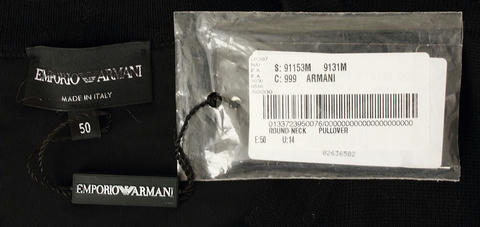 EMPORIO ARMANI
MADE IN ITALY
50
EMPORIO ARMANI
S: 91153M 9131M
C: 999 ARMANI
0133723950076/000000000000000000000
ROUND NECK PULLOVER
E:50 U:14
02636502